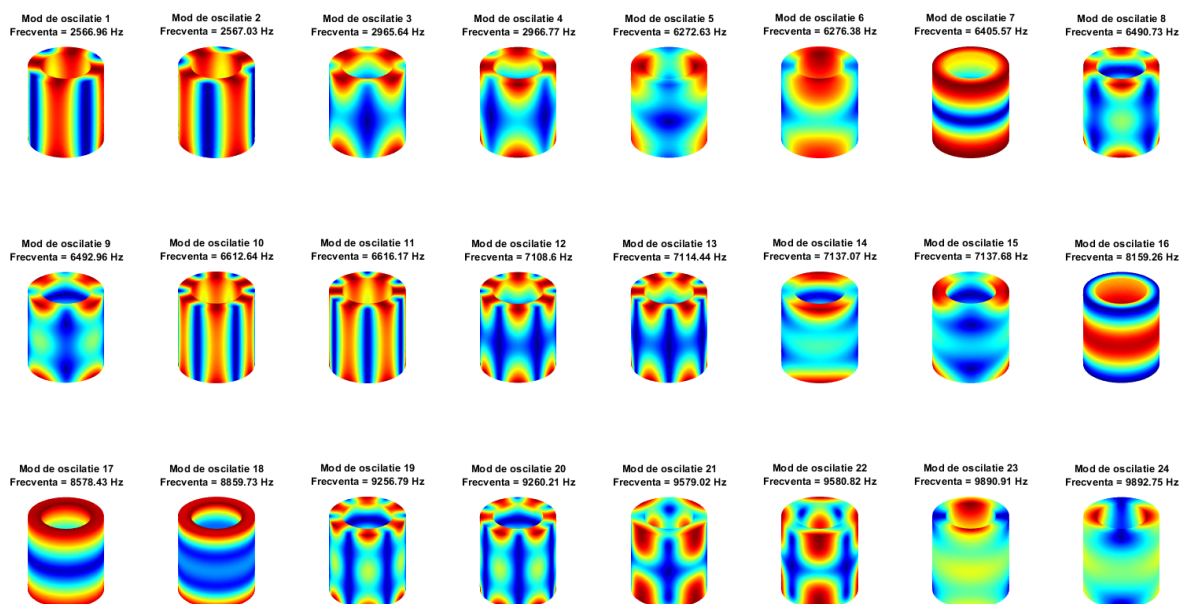 Mod de oscilatie 1
Frecventa = 2566.96 Hz
Mod de oscilatie 2
Frecventa = 2567.03 Hz
Mod de oscilatie 3
Frecventa = 2965.64 Hz
Mod de oscilatie 4
Frecventa = 2966.77 Hz
Mod de oscilatie 5
Frecventa = 6272.63 Hz
Mod de oscilatie 6
Frecventa = 6276.38 Hz
Mod de oscilatie 7
Frecventa = 6405.57 Hz
Mod de oscilatie 8
Frecventa = 6490.73 Hz
Mod de oscilatie 9
Frecventa = 6492.96 Hz
Mod de oscilatie 10
Frecventa = 6612.64 Hz
Mod de oscilatie 11
Frecventa = 6616.17 Hz
Mod de oscilatie 12
Frecventa = 7108.6 Hz
Mod de oscilatie 13
Frecventa = 7114.44 Hz
Mod de oscilatie 14
Frecventa = 7137.07 Hz
Mod de oscilatie 15
Frecventa = 7137.68 Hz
Mod de oscilatie 16
Frecventa = 8159.26 Hz
Mod de oscilatie 17
Frecventa = 8578.43 Hz
Mod de oscilatie 18
Frecventa = 8859.73 Hz
Mod de oscilatie 19
Frecventa = 9256.79 Hz
Mod de oscilatie 20
Frecventa = 9260.21 Hz
Mod de oscilatie 21
Frecventa = 9579.02 Hz
Mod de oscilatie 22
Frecventa = 9580.82 Hz
Mod de oscilatie 23
Frecventa = 9890.91 Hz
Mod de oscilatie 24
Frecventa = 9892.75 Hz